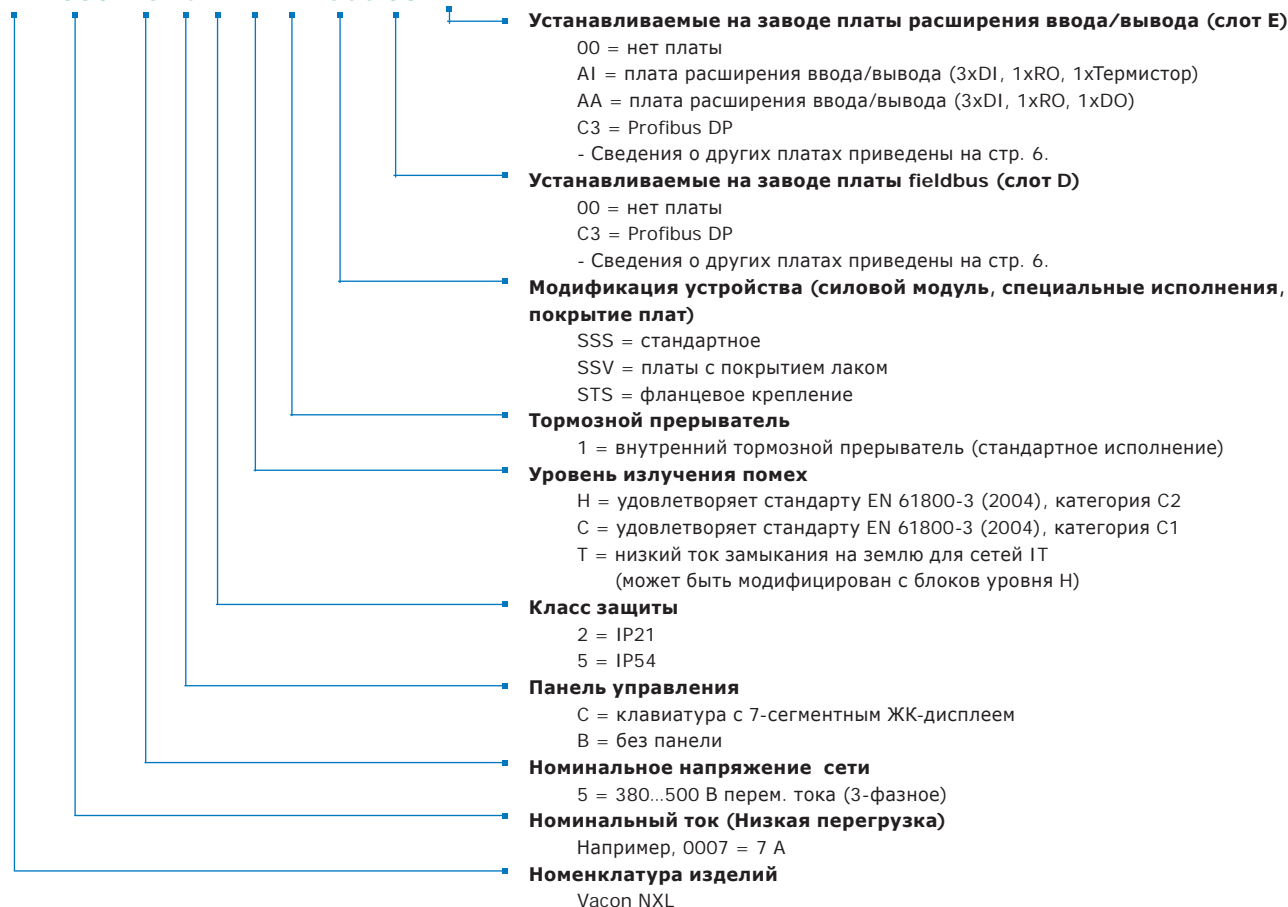 Устанавливаемые на заводе платы расширения ввода/вывода (слот E)
00 = нет платы
AI = плата расширения ввода/вывода (3xDI, 1xRO, 1xТермистор)
AA = плата расширения ввода/вывода (3xDI, 1xRO, 1xDO)
C3 = Profibus DP
- Сведения о других платах приведены на стр. 6.
Устанавливаемые на заводе платы fieldbus (слот D)
00 = нет платы
C3 = Profibus DP
- Сведения о других платах приведены на стр. 6.
Модификация устройства (силовой модуль, специальные исполнения,
покрытие плат)
SSS = стандартное
SSV = платы с покрытием лаком
STS = фланцевое крепление
Тормозной прерыватель
1 = внутренний тормозной прерыватель (стандартное исполнение)
Уровень излучения помех
H = удовлетворяет стандарту EN 61800-3 (2004), категория C2
C = удовлетворяет стандарту EN 61800-3 (2004), категория C1
T = низкий ток замыкания на землю для сетей IT
(может быть модифицирован с блоков уровня H)
Класс защиты
2 = IP21
5 = IP54
Панель управления
C = клавиатура с 7-сегментным ЖК-дисплеем
B = без панели
Номинальное напряжение сети
5 = 380...500 В перем. тока (3-фазное)
Номинальный ток (Низкая перегрузка)
Например, 0007 = 7 А
Номенклатура изделий
Vacon NXL